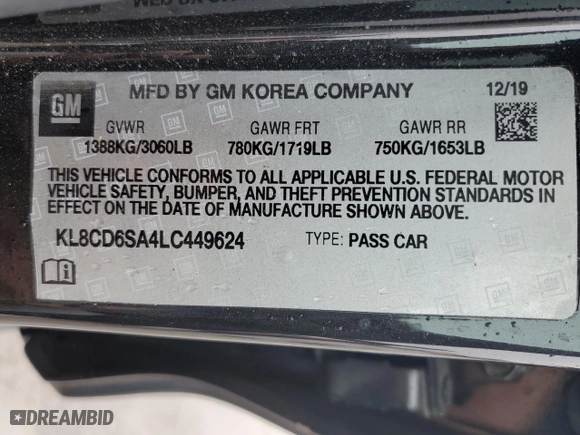 GM
MFD BY GM KOREA COMPANY 12/19
GVWR GAWR FRT GAWR RR
1388KG/3060LB 780KG/1719LB 750KG/1653LB
THIS VEHICLE CONFORMS TO ALL APPLICABLE U.S. FEDERAL MOTOR
VEHICLE SAFETY, BUMPER, AND THEFT PREVENTION STANDARDS IN
EFFECT ON THE DATE OF MANUFACTURE SHOWN ABOVE.
KL8CD6SA4LC449624 TYPE: PASS CAR
DREAMBID